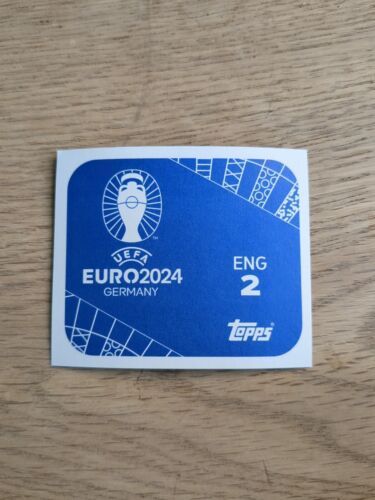 UEFA
EURO2024
GERMANY
ENG
2
topps